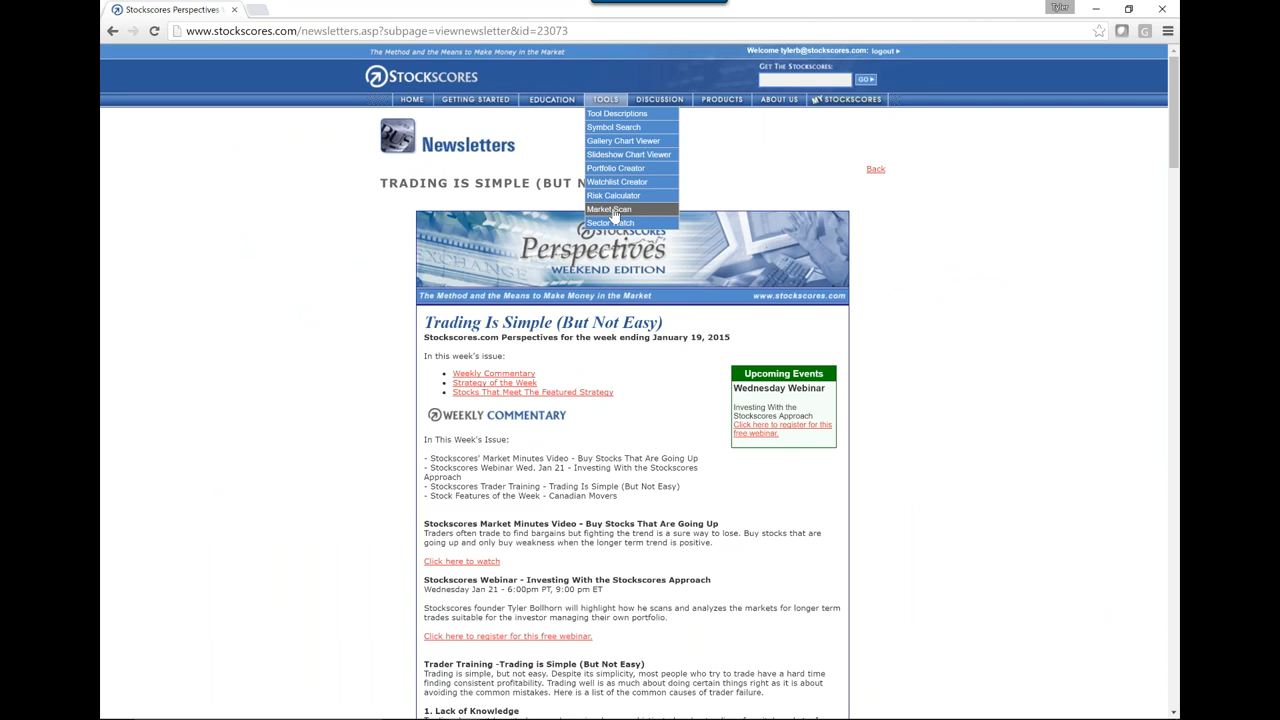 Stockscores Perspectives
Tyler
www.stockscores.com/newsletters.asp?subpage=viewnewsletter&id=23073
The Method and the Means to Make Money in the Market
Welcome tylerb@stockscores.com: logout
STOCKSCORES
GET THE STOCKSCORES:
GO
HOME GETTING STARTED EDUCATION TOOLS DISCUSSION PRODUCTS ABOUT US MY STOCKSCORES
Tool Descriptions
Symbol Search
Gallery Chart Viewer
Slideshow Chart Viewer
Portfolio Creator
Watchlist Creator
Risk Calculator
Market Scan
Sector Watch
BUS
Newsletters
Back
TRADING IS SIMPLE (BUT N
EXCHANGE
STOCKSCORES
Perspectives
WEEKEND EDITION
The Method and the Means to Make Money in the Market www.stockscores.com
Trading Is Simple (But Not Easy)
Stockscores.com Perspectives for the week ending January 19, 2015
In this week's issue:
Weekly Commentary
Strategy of the Week
Stocks That Meet The Featured Strategy
Upcoming Events
Wednesday Webinar
Investing With the
Stockscores Approach
Click here to register for this
free webinar.
WEEKLY COMMENTARY
In This Week's Issue:
- Stockscores' Market Minutes Video - Buy Stocks That Are Going Up
- Stockscores Webinar Wed. Jan 21 - Investing With the Stockscores
Approach
- Stockscores Trader Training - Trading Is Simple (But Not Easy)
- Stock Features of the Week - Canadian Movers
Stockscores Market Minutes Video - Buy Stocks That Are Going Up
Traders often trade to find bargains but fighting the trend is a sure way to lose. Buy stocks that are
going up and only buy weakness when the longer term trend is positive.
Click here to watch
Stockscores Webinar - Investing With the Stockscores Approach
Wednesday Jan 21 - 6:00pm PT, 9:00 pm ET
Stockscores founder Tyler Bollhorn will highlight how he scans and analyzes the markets for longer term
trades suitable for the investor managing their own portfolio.
Click here to register for this free webinar.
Trader Training -Trading is Simple (But Not Easy)
Trading is simple, but not easy. Despite its simplicity, most people who try to trade have a hard time
finding consistent profitability. Trading well is as much about doing certain things right as it is about
avoiding the common mistakes. Here is a list of the common causes of trader failure.
1. Lack of Knowledge